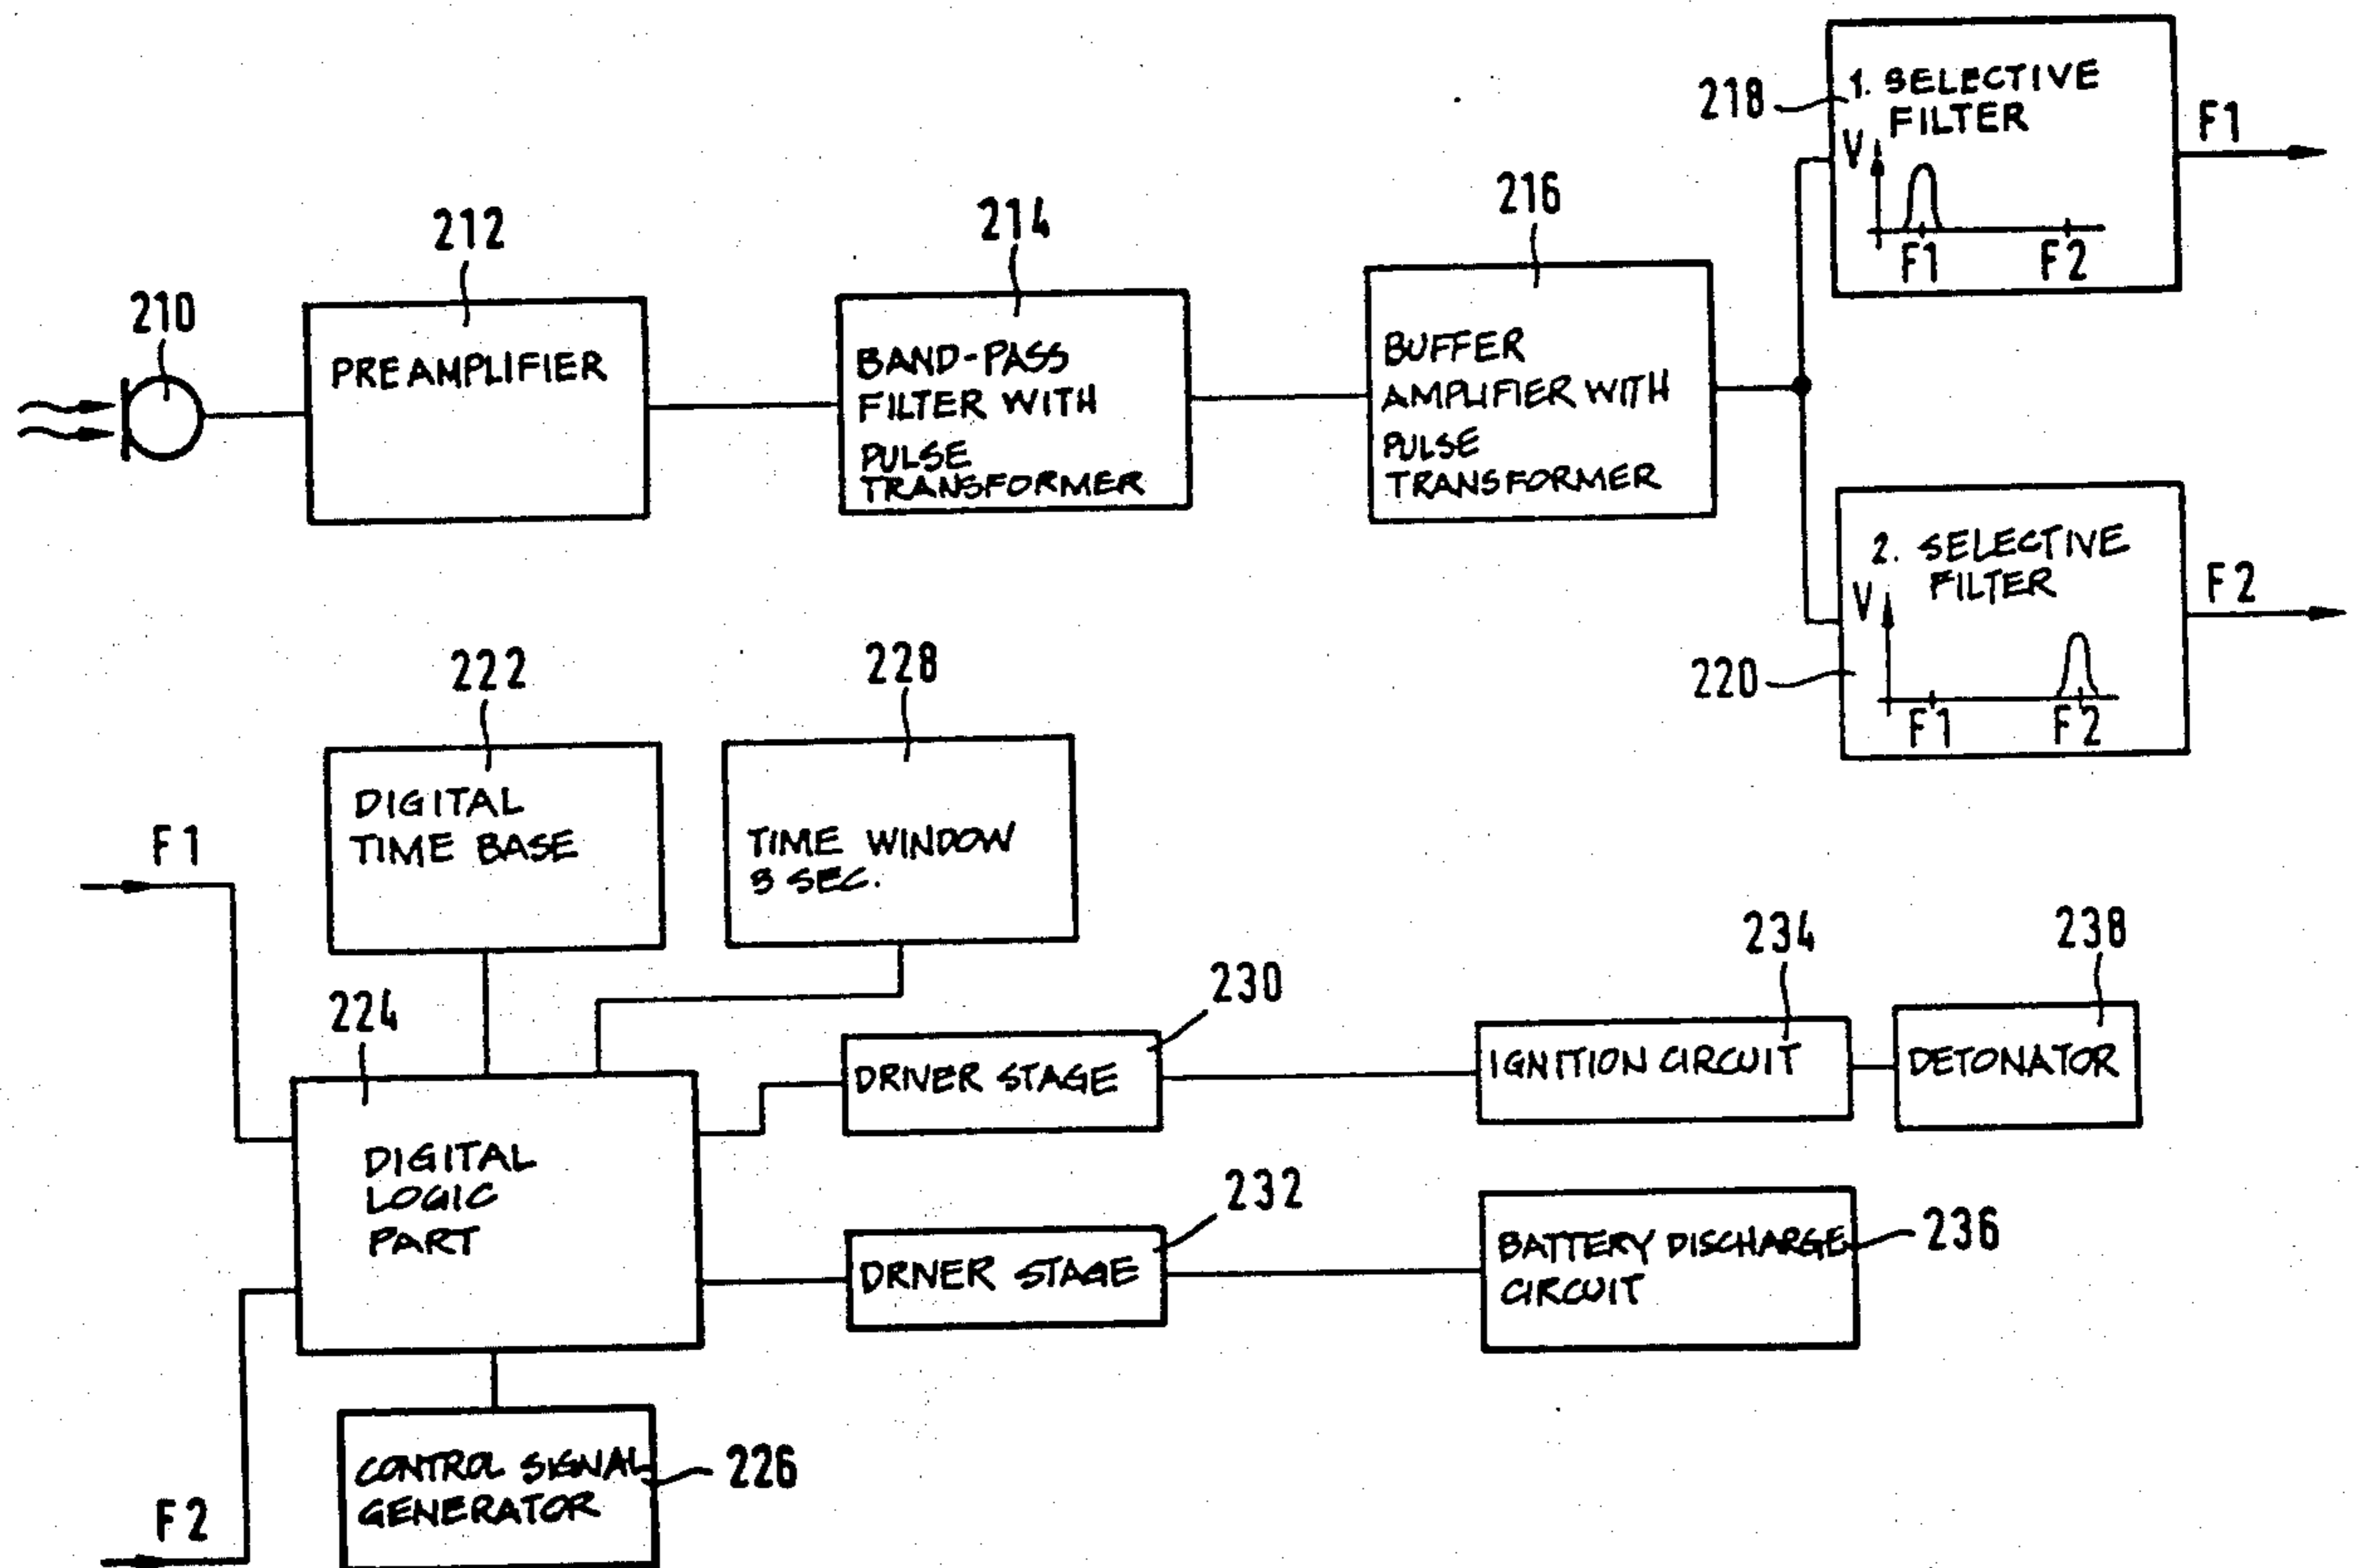 210
212
PREAMPLIFIER
214
BAND-PASS
FILTER WITH
PULSE
TRANSFORMER
216
BUFFER
AMPLIFIER WITH
PULSE
TRANSFORMER
218
1. SELECTIVE
FILTER
V
F1 F2
F1
220
2. SELECTIVE
FILTER
V
F1 F2
F2
222
DIGITAL
TIME BASE
228
TIME WINDOW
3 SEC.
F1
224
DIGITAL
LOGIC
PART
F2
226
CONTROL SIGNAL
GENERATOR
230
DRIVER STAGE
234
IGNITION CIRCUIT
238
DETONATOR
232
DRIVER STAGE
236
BATTERY DISCHARGE
CIRCUIT